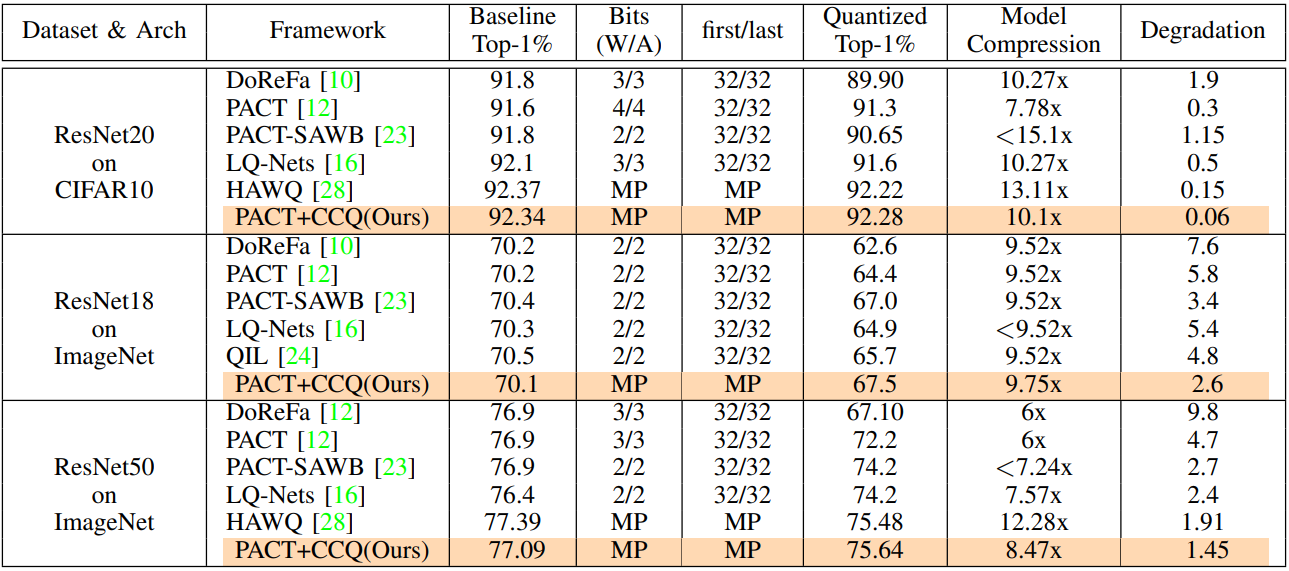 Dataset & Arch Framework Baseline Top-1% Bits (W/A) first/last Quantized Top-1% Model Compression Degradation
ResNet20 on CIFAR10
DoReFa [10] 91.8 3/3 32/32 89.90 10.27x 1.9
PACT [12] 91.6 4/4 32/32 91.3 7.78x 0.3
PACT-SAWB [23] 91.8 2/2 32/32 90.65 <15.1x 1.15
LQ-Nets [16] 92.1 3/3 32/32 91.6 10.27x 0.5
HAWQ [28] 92.37 MP MP 92.22 13.11x 0.15
PACT+CCQ(Ours) 92.34 MP MP 92.28 10.1x 0.06
ResNet18 on ImageNet
DoReFa [10] 70.2 2/2 32/32 62.6 9.52x 7.6
PACT [12] 70.2 2/2 32/32 64.4 9.52x 5.8
PACT-SAWB [23] 70.4 2/2 32/32 67.0 9.52x 3.4
LQ-Nets [16] 70.3 2/2 32/32 64.9 <9.52x 5.4
QIL [24] 70.5 2/2 32/32 65.7 9.52x 4.8
PACT+CCQ(Ours) 70.1 MP MP 67.5 9.75x 2.6
ResNet50 on ImageNet
DoReFa [12] 76.9 3/3 32/32 67.10 6x 9.8
PACT [12] 76.9 3/3 32/32 72.2 6x 4.7
PACT-SAWB [23] 76.9 2/2 32/32 74.2 <7.24x 2.7
LQ-Nets [16] 76.4 2/2 32/32 74.2 7.57x 2.4
HAWQ [28] 77.39 MP MP 75.48 12.28x 1.91
PACT+CCQ(Ours) 77.09 MP MP 75.64 8.47x 1.45